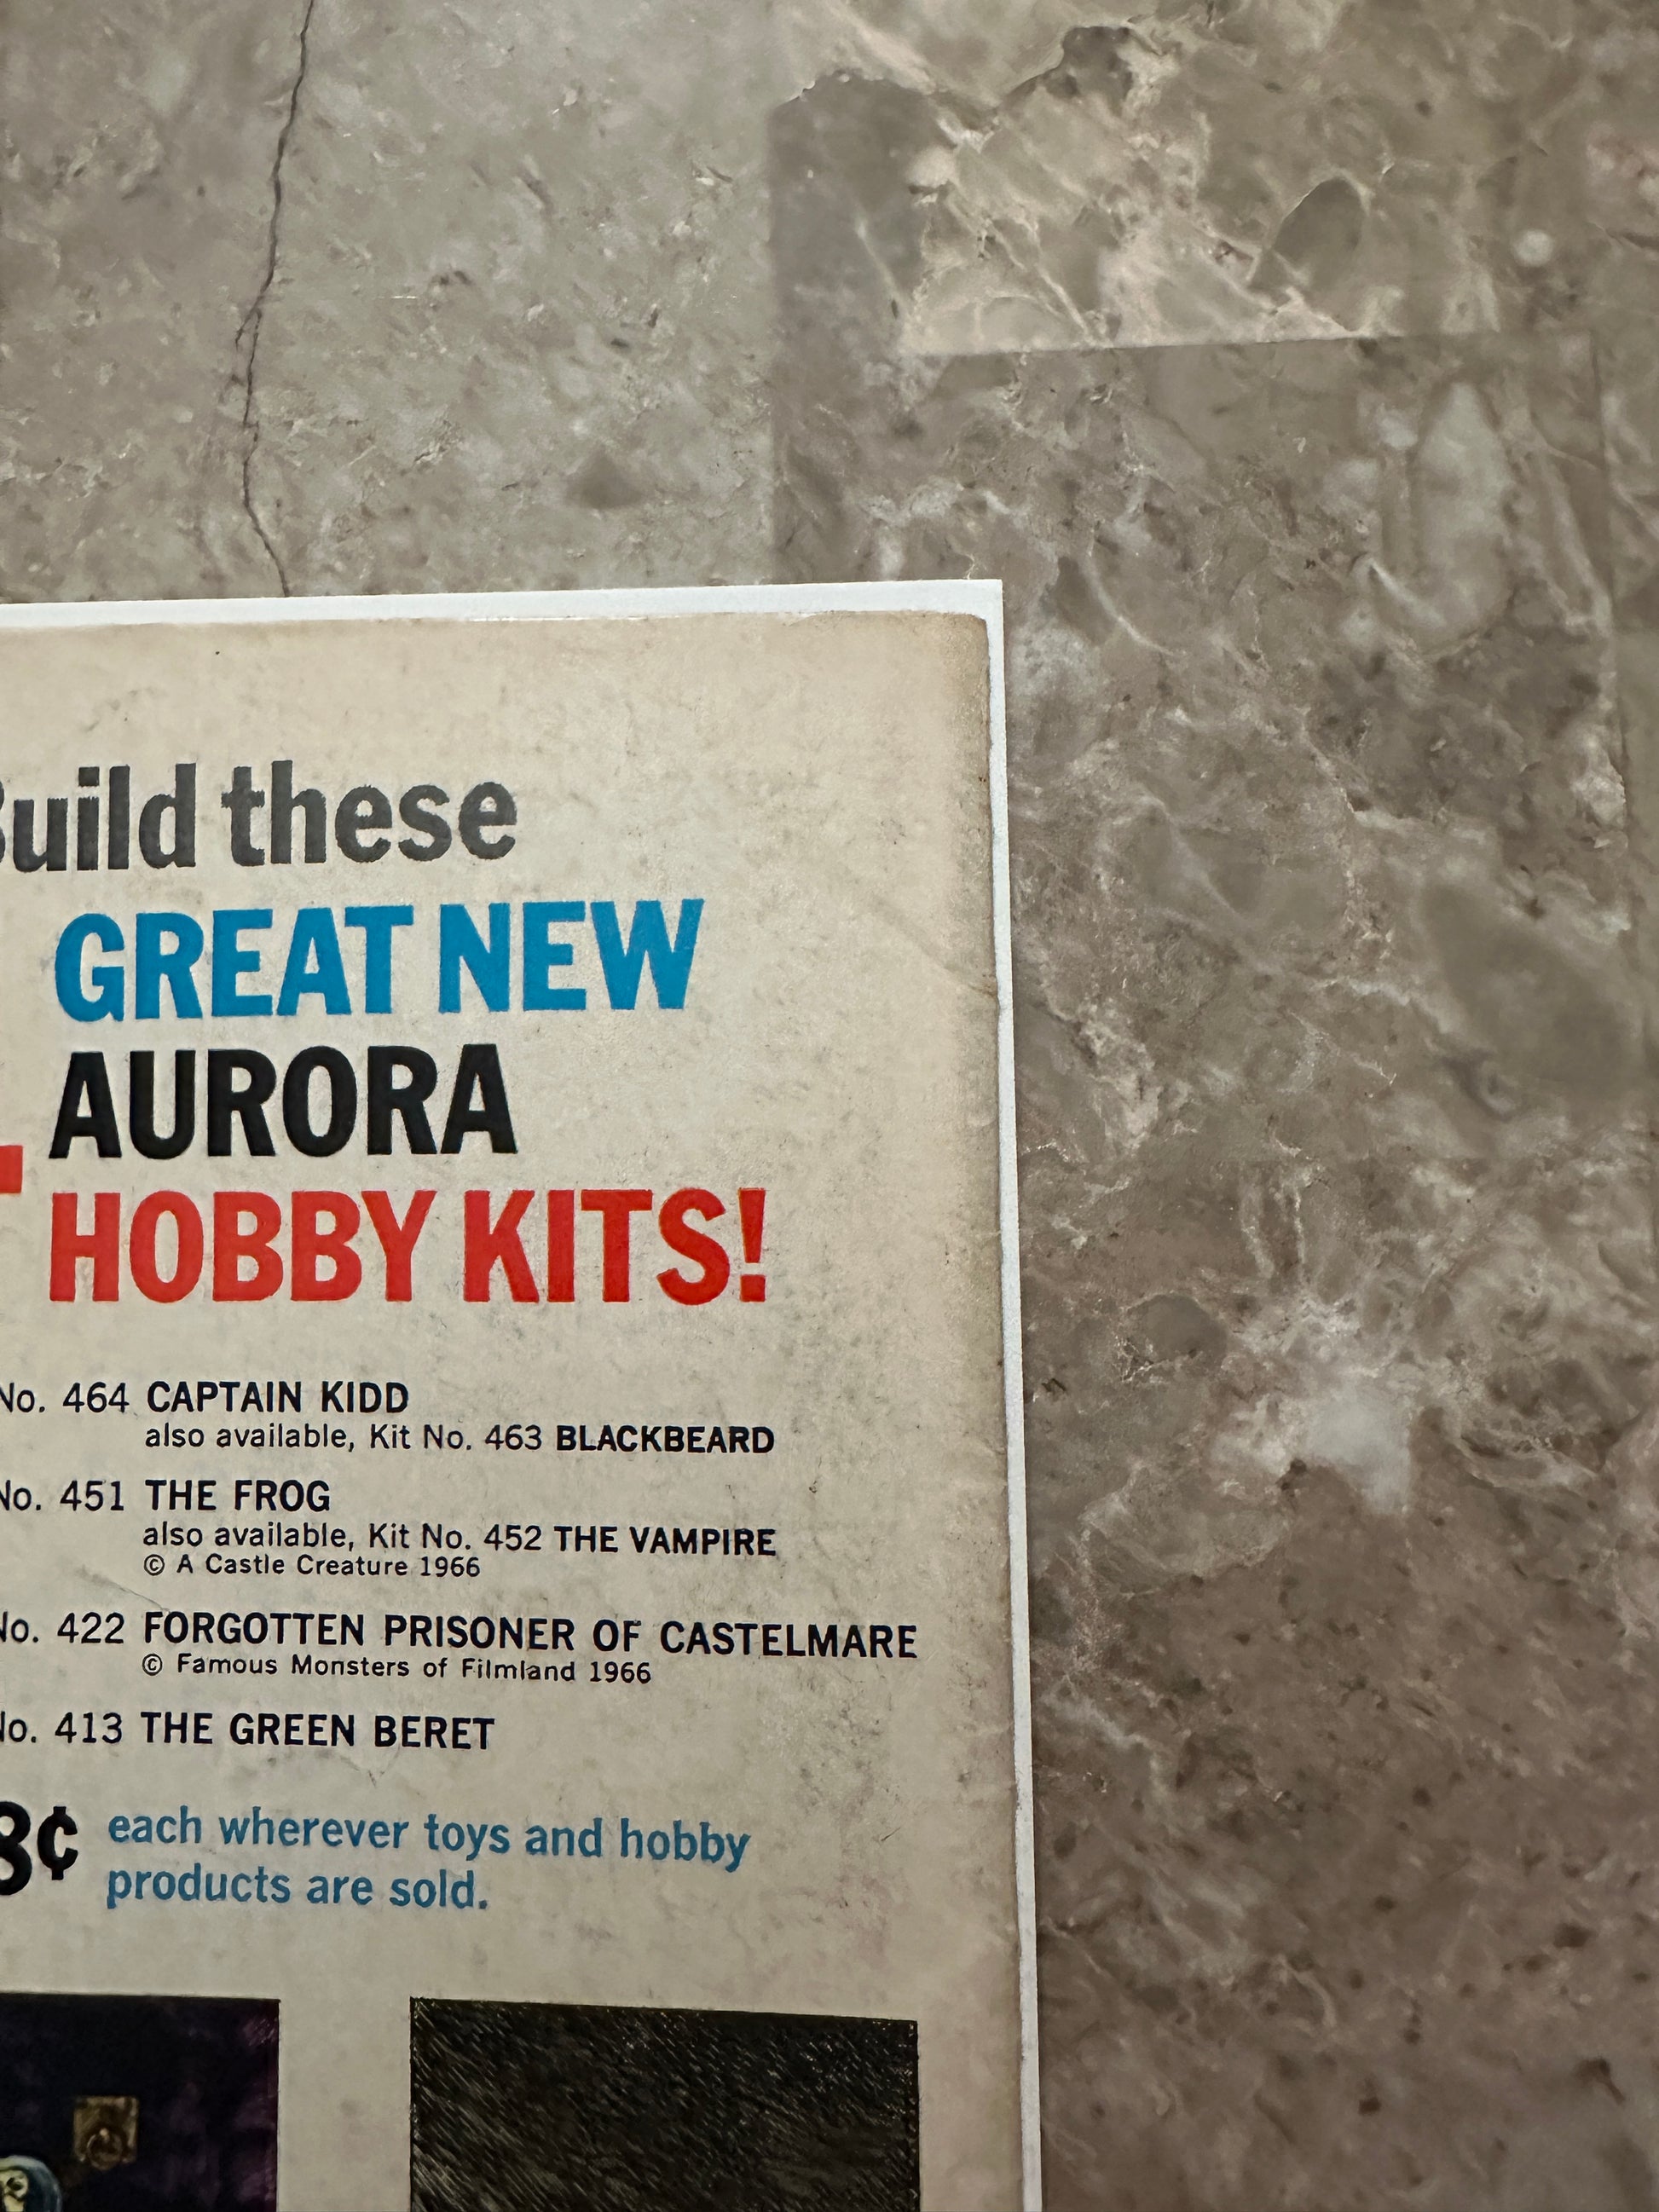 Build these
GREAT NEW
AURORA
HOBBY KITS!
No. 464 CAPTAIN KIDD
also available, Kit No. 463 BLACKBEARD
No. 451 THE FROG
also available, Kit No. 452 THE VAMPIRE
© A Castle Creature 1966
No. 422 FORGOTTEN PRISONER OF CASTELMARE
© Famous Monsters of Filmland 1966
No. 413 THE GREEN BERET
8¢ each wherever toys and hobby
products are sold.